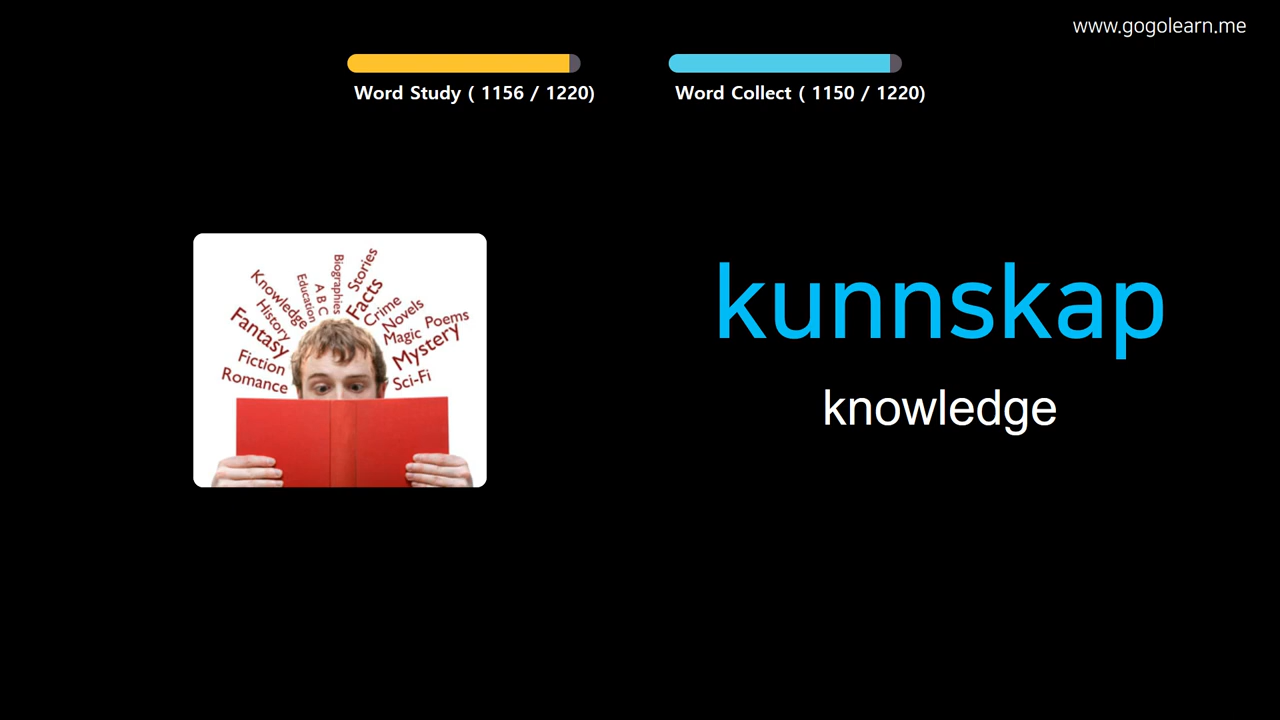 www.gogolearn.me
Word Study ( 1156 / 1220)
Word Collect ( 1150 / 1220)
Knowledge
History
Fantasy
Fiction
Romance
Education
A B C
Biographies
Stories
Facts
Crime
Novels
Magic
Poems
Mystery
Sci-Fi
kunnskap
knowledge